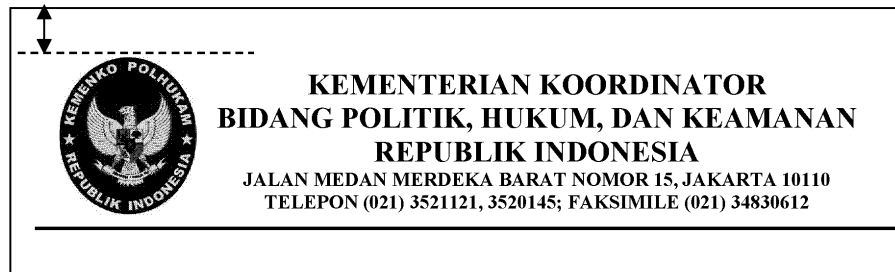 KEMENKO POLHUKAM
REPUBLIK INDONESIA
KEMENTERIAN KOORDINATOR
BIDANG POLITIK, HUKUM, DAN KEAMANAN
REPUBLIK INDONESIA
JALAN MEDAN MERDEKA BARAT NOMOR 15, JAKARTA 10110
TELEPON (021) 3521121, 3520145; FAKSIMILE (021) 34830612